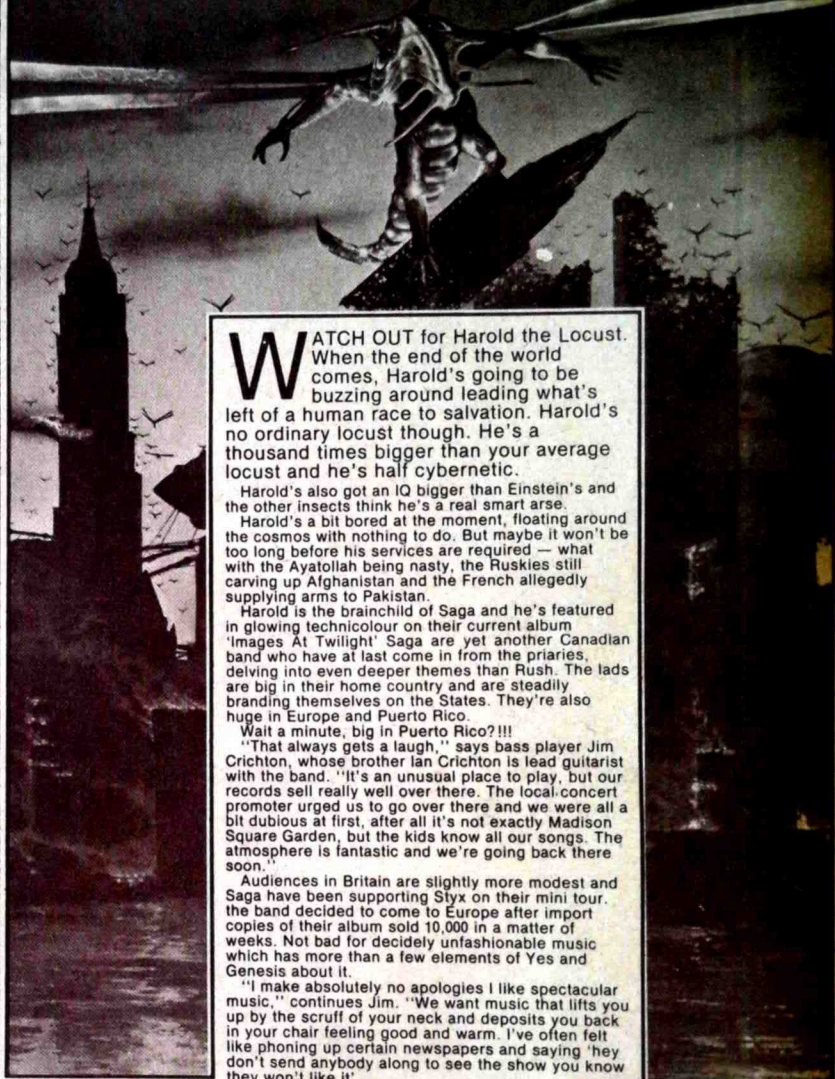 WATCH OUT for Harold the Locust.
When the end of the world
comes, Harold's going to be
buzzing around leading what's
left of a human race to salvation. Harold's
no ordinary locust though. He's a
thousand times bigger than your average
locust and he's half cybernetic.
Harold's also got an IQ bigger than Einstein's and
the other insects think he's a real smart arse.
Harold's a bit bored at the moment, floating around
the cosmos with nothing to do. But maybe it won't be
too long before his services are required — what
with the Ayatollah being nasty, the Ruskies still
carving up Afghanistan and the French allegedly
supplying arms to Pakistan.
Harold is the brainchild of Saga and he's featured
in glowing technicolour on their current album
'Images At Twilight' Saga are yet another Canadian
band who have at last come in from the priaries,
delving into even deeper themes than Rush. The lads
are big in their home country and are steadily
branding themselves on the States. They're also
huge in Europe and Puerto Rico.
Wait a minute, big in Puerto Rico?!!!
"That always gets a laugh," says bass player Jim
Crichton, whose brother Ian Crichton is lead guitarist
with the band. "It's an unusual place to play, but our
records sell really well over there. The local concert
promoter urged us to go over there and we were all a
bit dubious at first, after all it's not exactly Madison
Square Garden, but the kids know all our songs. The
atmosphere is fantastic and we're going back there
soon."
Audiences in Britain are slightly more modest and
Saga have been supporting Styx on their mini tour.
the band decided to come to Europe after import
copies of their album sold 10,000 in a matter of
weeks. Not bad for decidely unfashionable music
which has more than a few elements of Yes and
Genesis about it.
"I make absolutely no apologies I like spectacular
music," continues Jim. "We want music that lifts you
up by the scruff of your neck and deposits you back
in your chair feeling good and warm. I've often felt
like phoning up certain newspapers and saying 'hey
don't send anybody along to see the show you know
they won't like it'